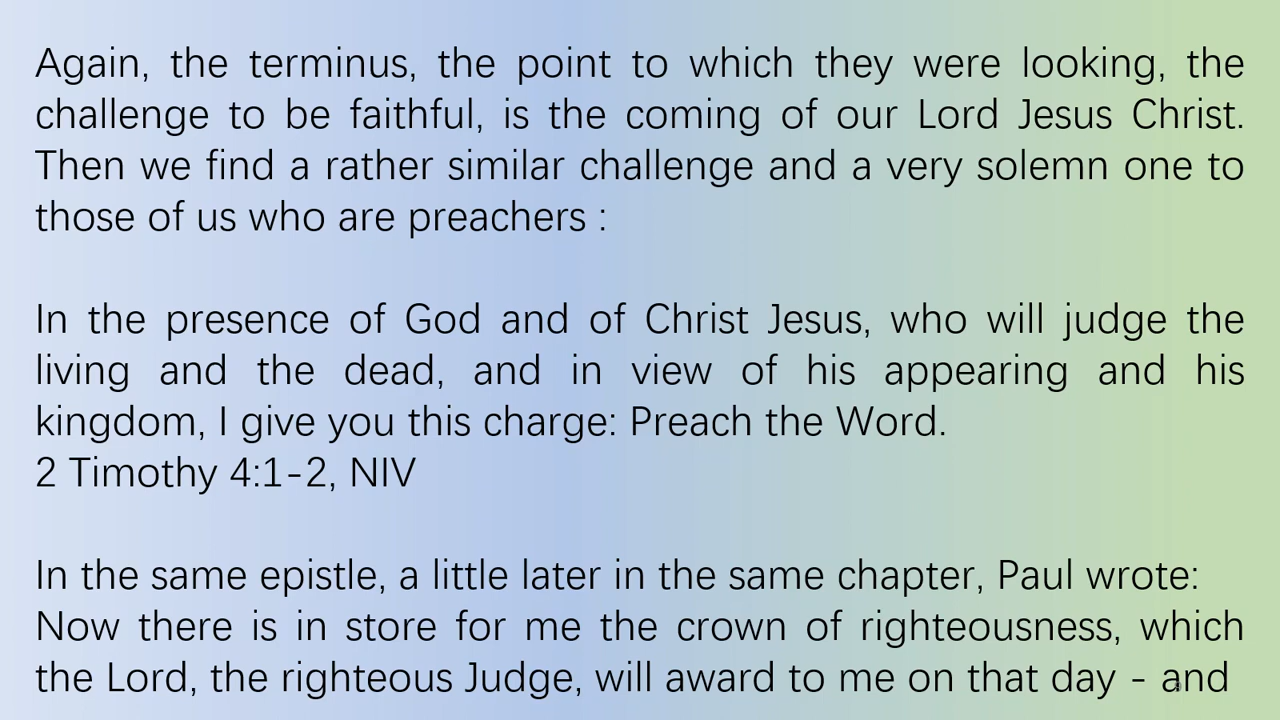 Again, the terminus, the point to which they were looking, the
challenge to be faithful, is the coming of our Lord Jesus Christ.
Then we find a rather similar challenge and a very solemn one to
those of us who are preachers :
In the presence of God and of Christ Jesus, who will judge the
living and the dead, and in view of his appearing and his
kingdom, I give you this charge: Preach the Word.
2 Timothy 4:1-2, NIV
In the same epistle, a little later in the same chapter, Paul wrote:
Now there is in store for me the crown of righteousness, which
the Lord, the righteous Judge, will award to me on that day - and